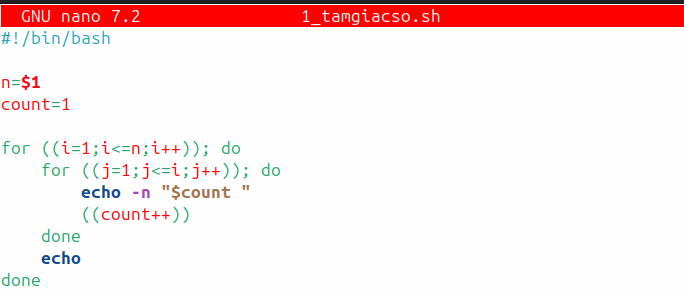 GNU nano 7.2 1_tamgiacso.sh
#!/bin/bash

n=$1
count=1

for ((i=1;i<=n;i++)); do
    for ((j=1;j<=i;j++)); do
        echo -n "$count "
        ((count++))
    done
    echo
done